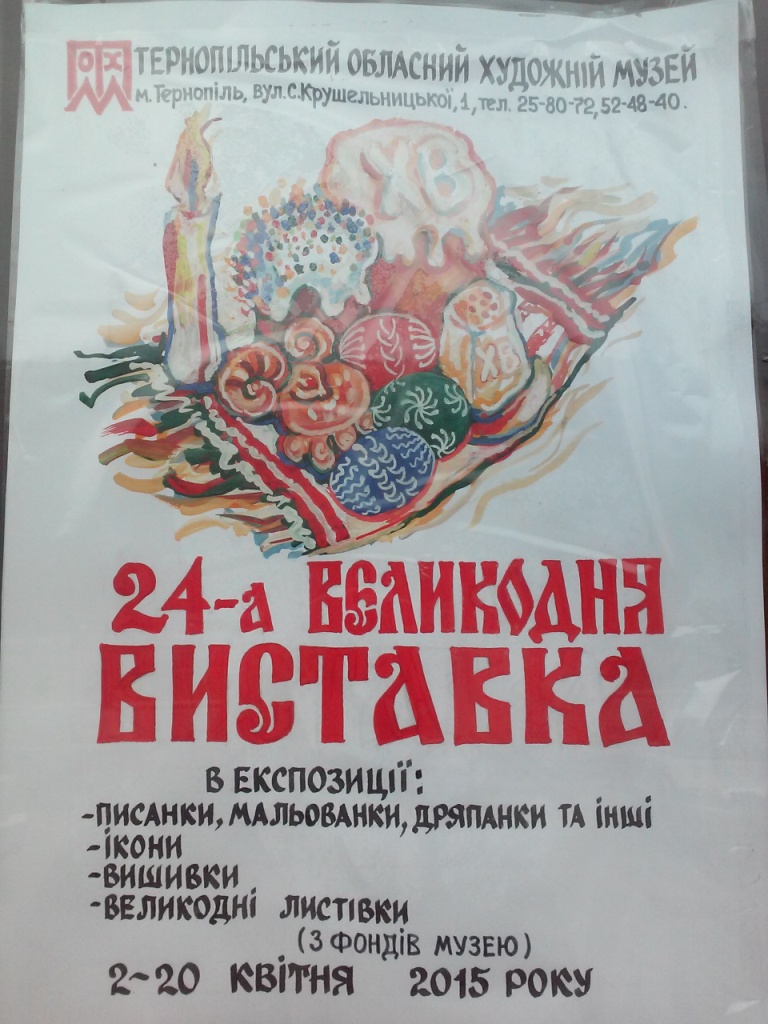 ТОХМ
ТЕРНОПІЛЬСЬКИЙ ОБЛАСНИЙ ХУДОЖНІЙ МУЗЕЙ
м. Тернопіль, вул. С. Крушельницької, 1, тел. 25-80-72, 52-48-40.
ХВ
ХВ
24-а ВЕЛИКОДНЯ
ВИСТАВКА
В ЕКСПОЗИЦІЇ:
-ПИСАНКИ, МАЛЬОВАНКИ, ДРЯПАНКИ ТА ІНШІ
-ІКОНИ
-ВИШИВКИ
-ВЕЛИКОДНІ ЛИСТІВКИ
(З ФОНДІВ МУЗЕЮ)
2-20 КВІТНЯ 2015 РОКУ